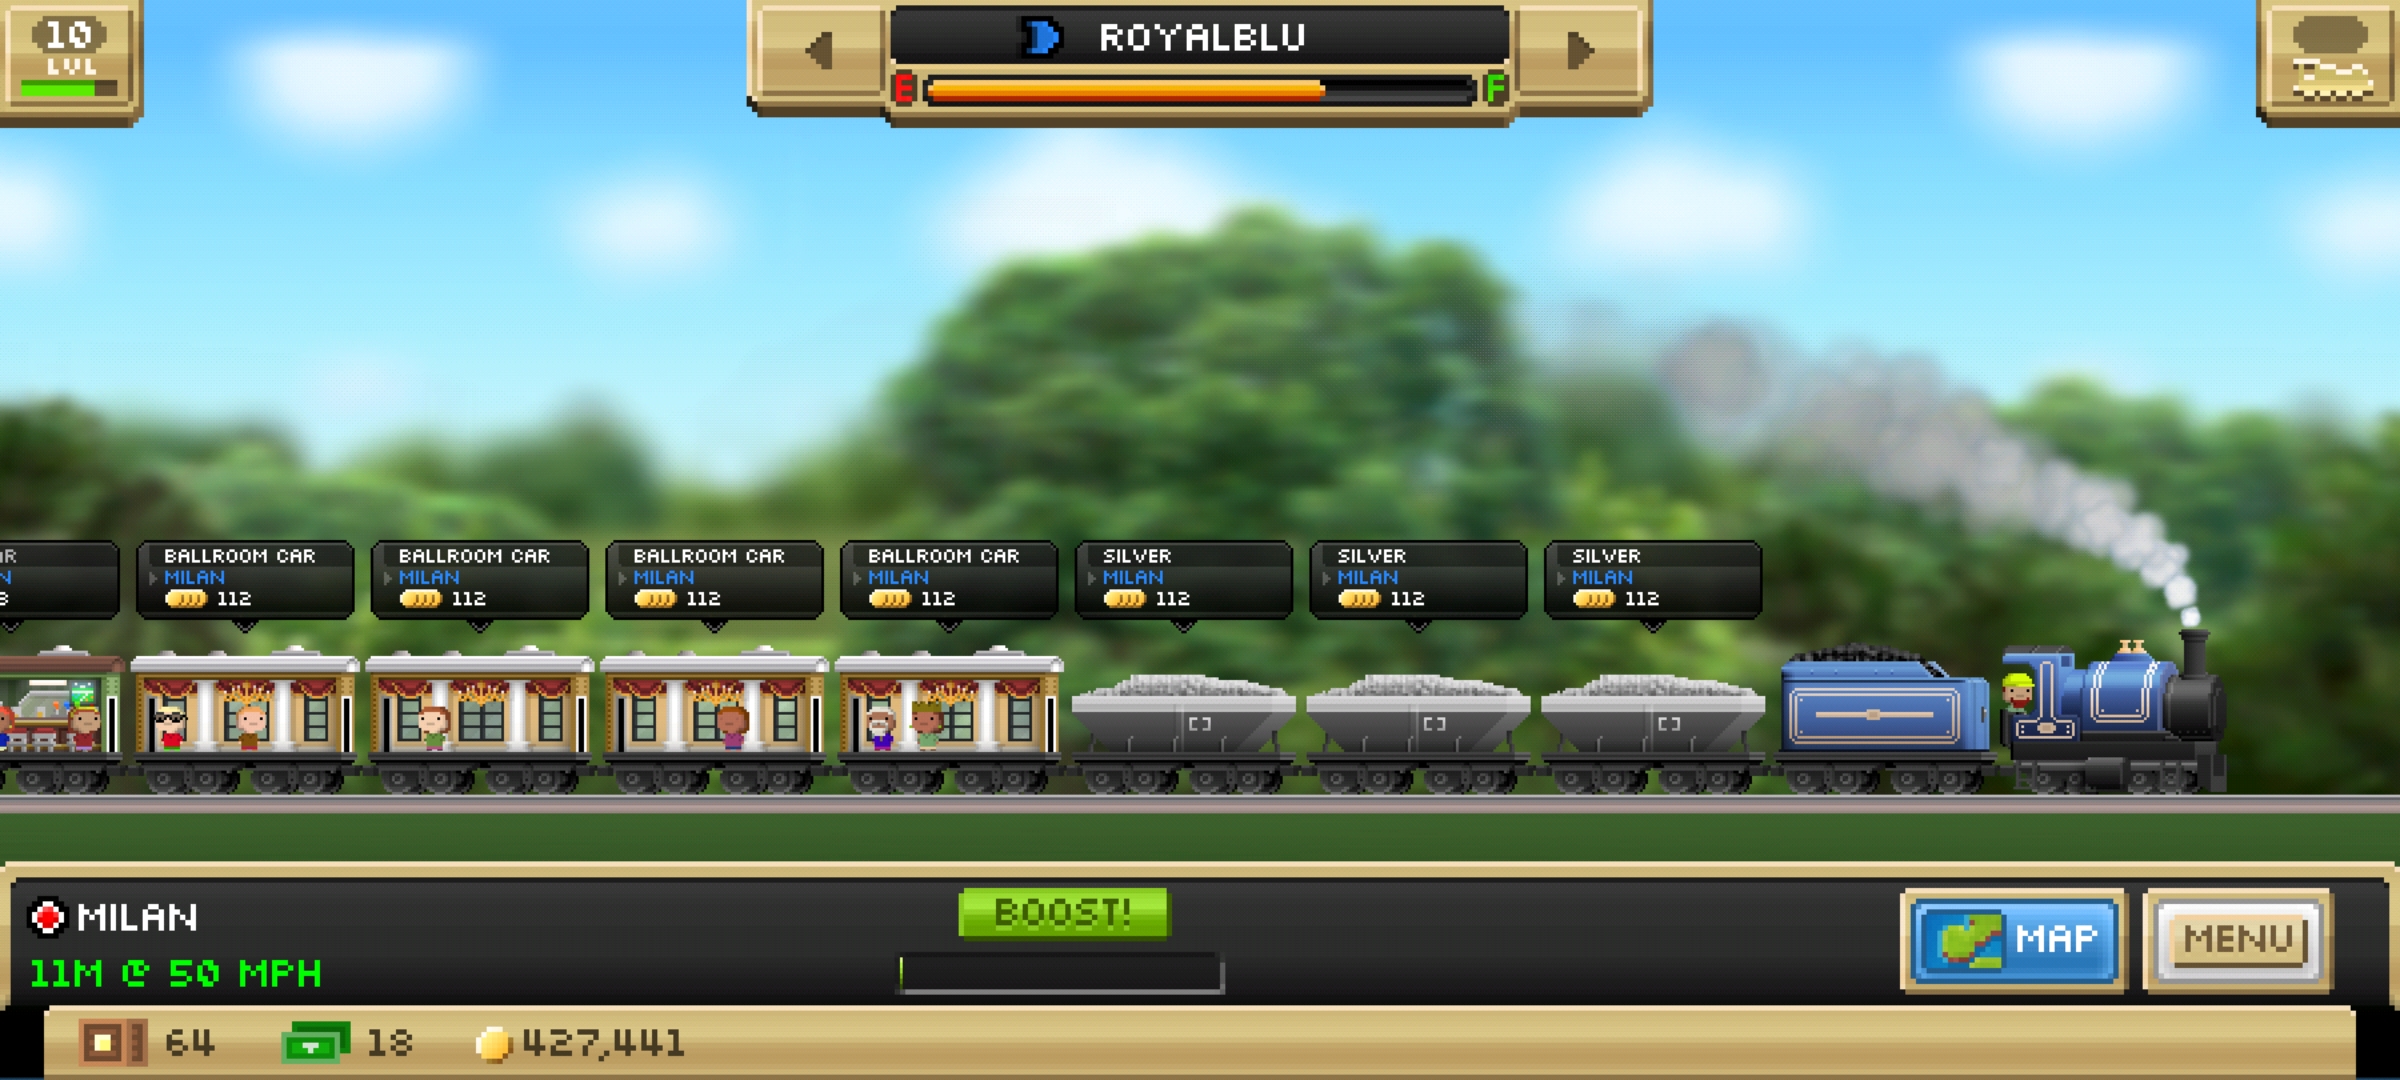 10
LVL
ROYALBLU
E
F
BALLROOM CAR
MILAN
112
BALLROOM CAR
MILAN
112
BALLROOM CAR
MILAN
112
BALLROOM CAR
MILAN
112
SILVER
MILAN
112
SILVER
MILAN
112
SILVER
MILAN
112
MILAN
11M @ 50 MPH
BOOST!
MAP
MENU
64
18
427,441